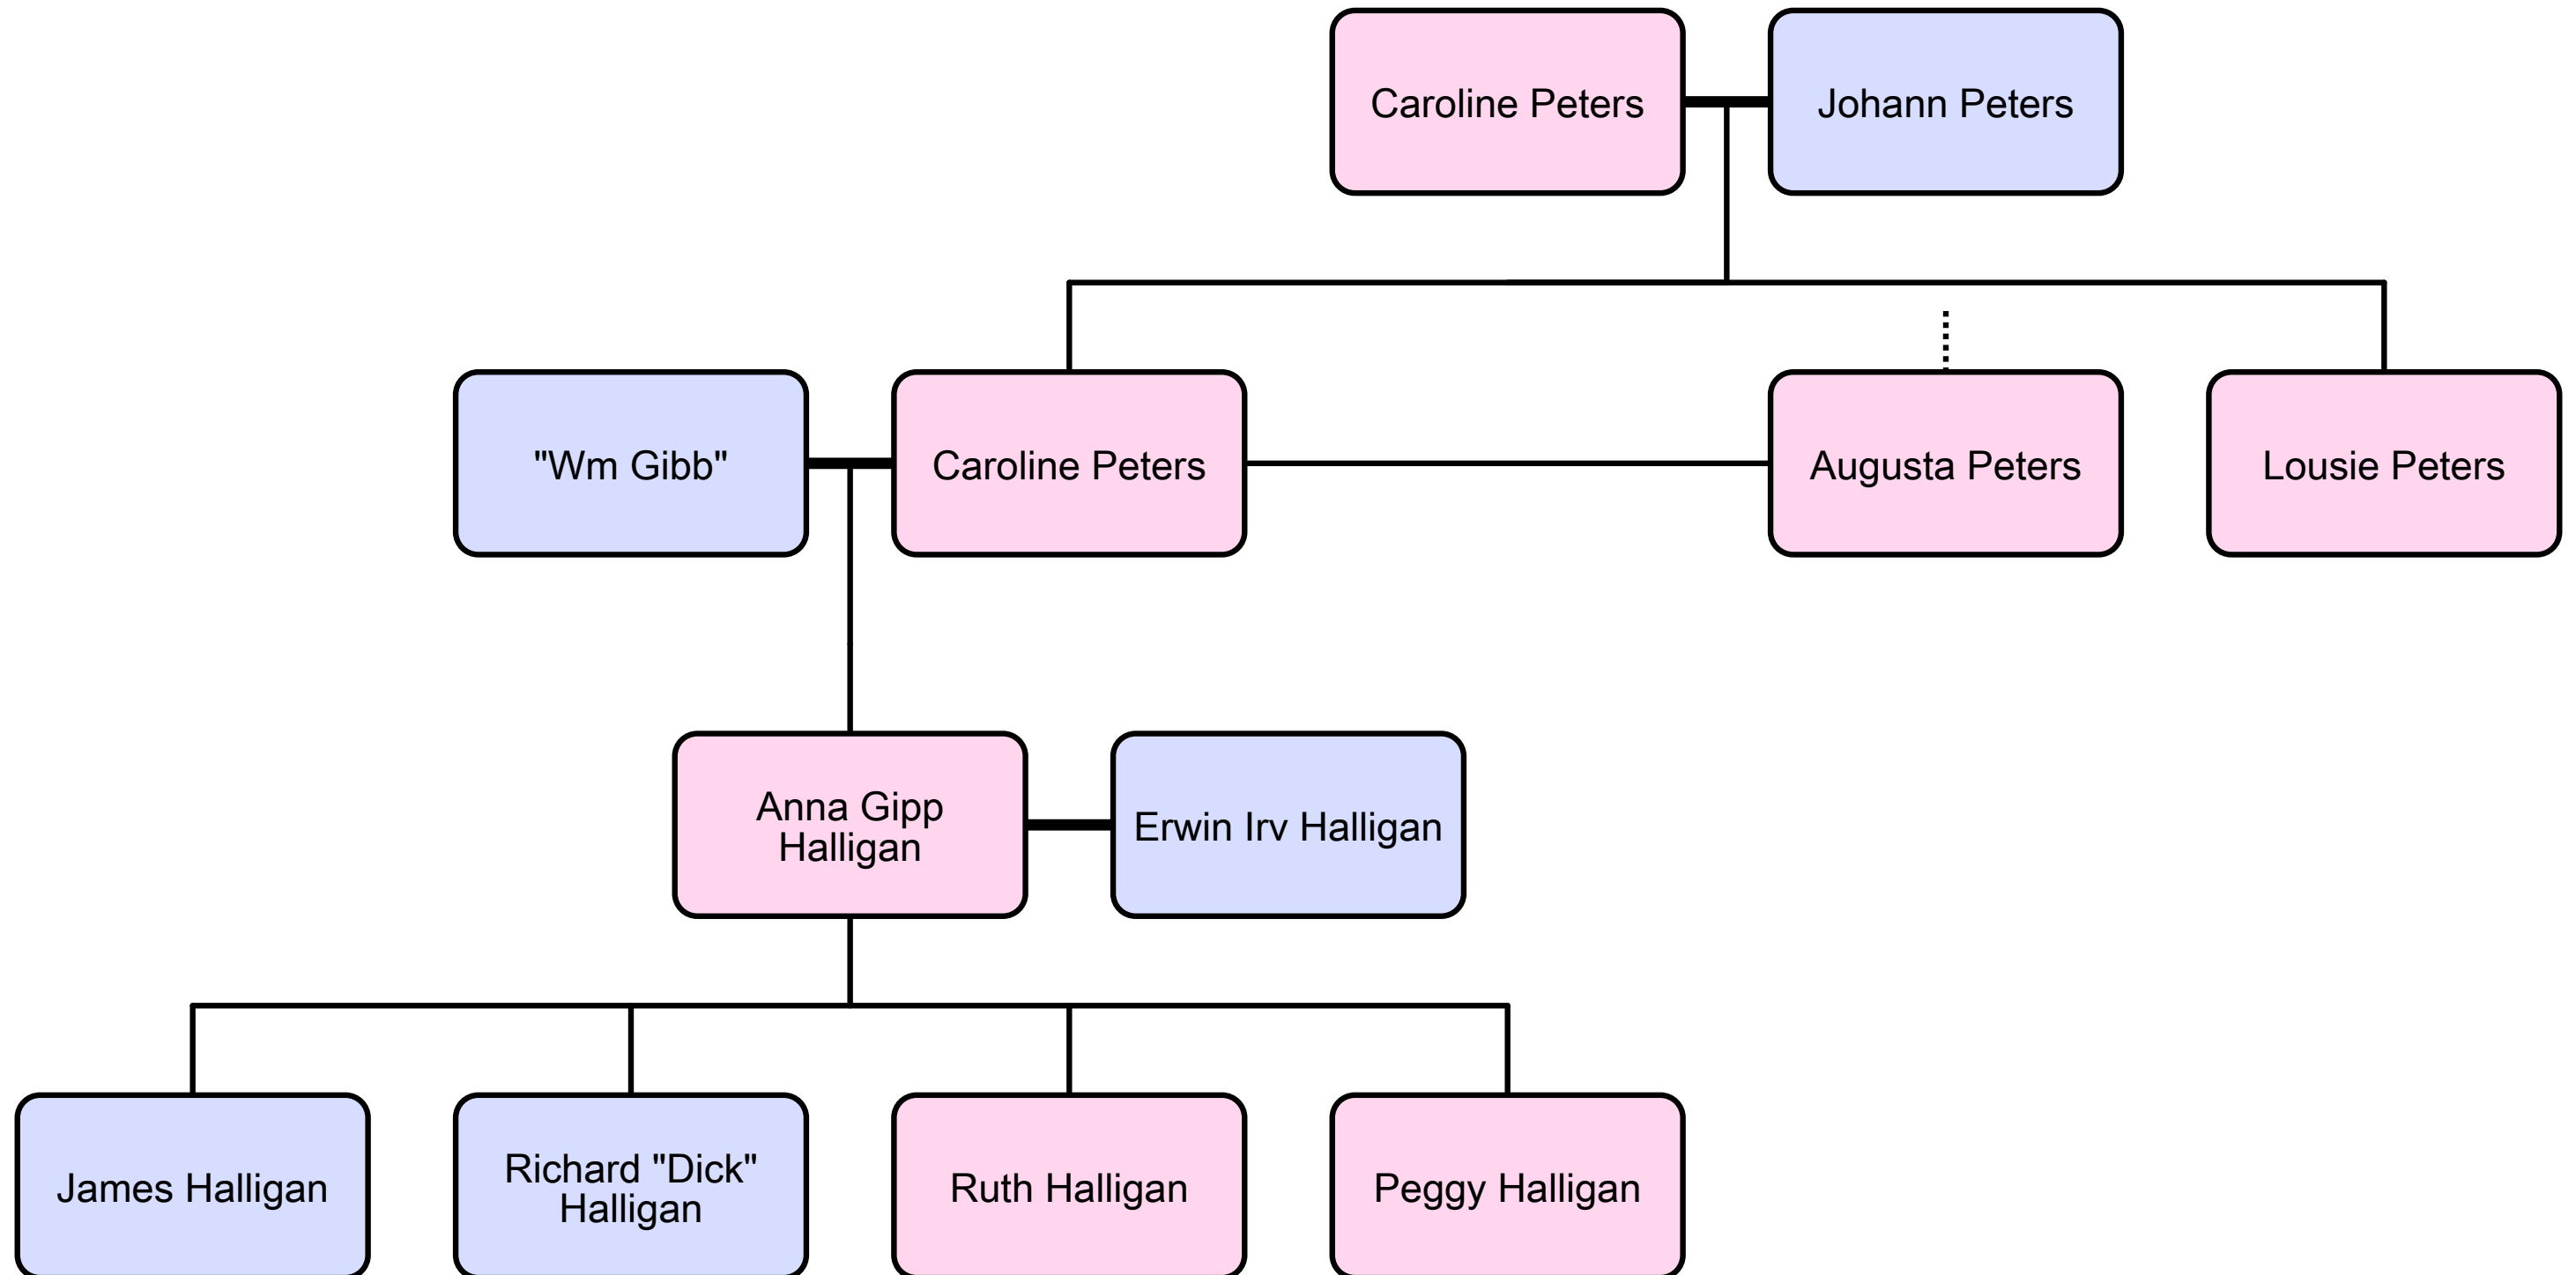 Caroline Peters
Johann Peters
"Wm Gibb"
Caroline Peters
Augusta Peters
Lousie Peters
Anna Gipp
Halligan
Erwin Irv Halligan
James Halligan
Richard "Dick"
Halligan
Ruth Halligan
Peggy Halligan